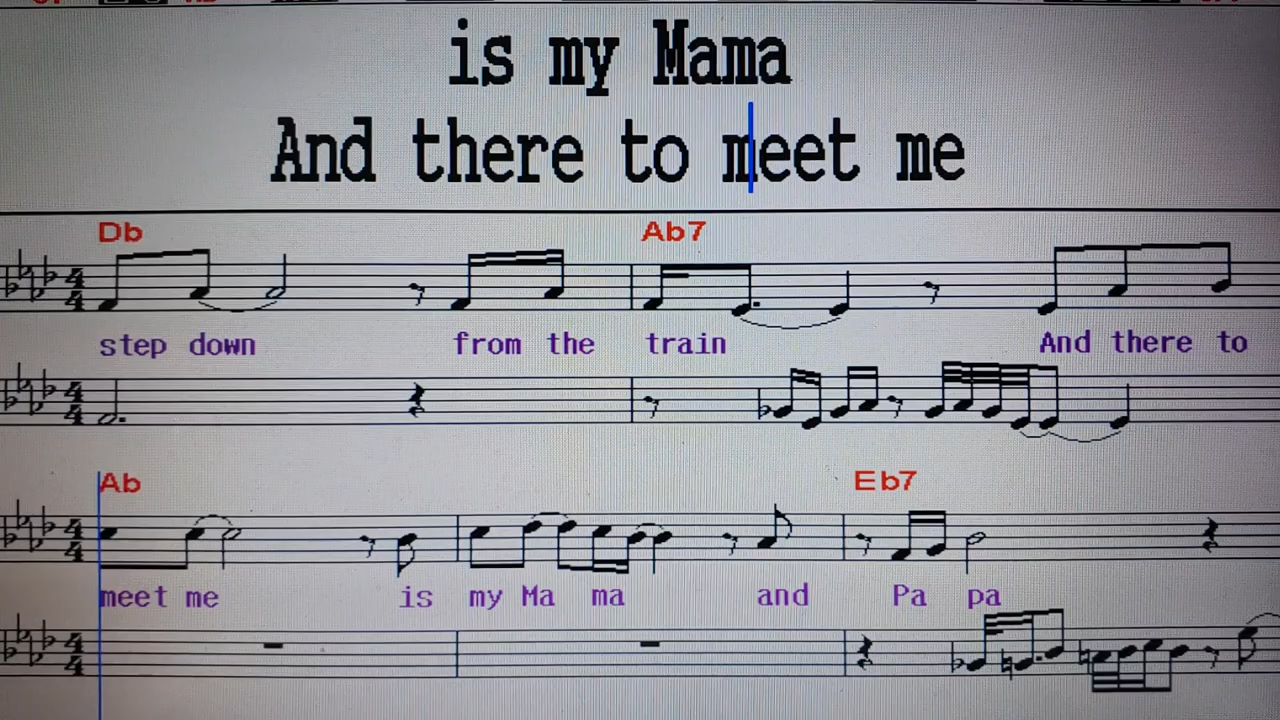 is my Mama
And there to meet me
Db Ab7
step down from the train And there to
Ab Eb7
meet me is my Ma ma and Pa pa